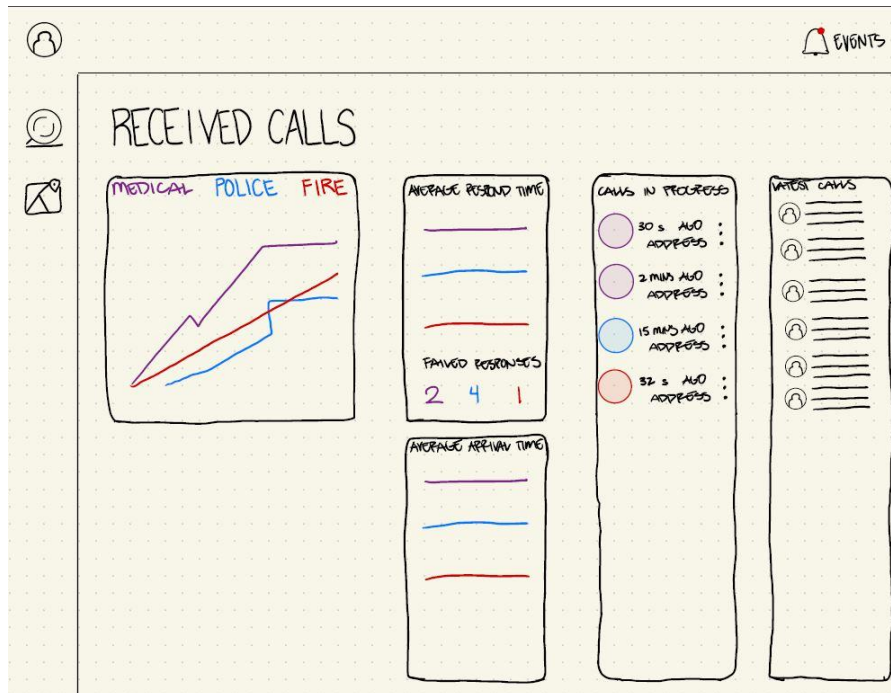 EVENTS
RECEIVED CALLS
MEDICAL POLICE FIRE
AVERAGE RESPOND TIME
FAILED RESPONSES
2 4 1
AVERAGE ARRIVAL TIME
CALLS IN PROGRESS
30 s AGO
ADDRESS
2 MINS AGO
ADDRESS
15 MINS AGO
ADDRESS
32 s AGO
ADDRESS
LATEST CALLS